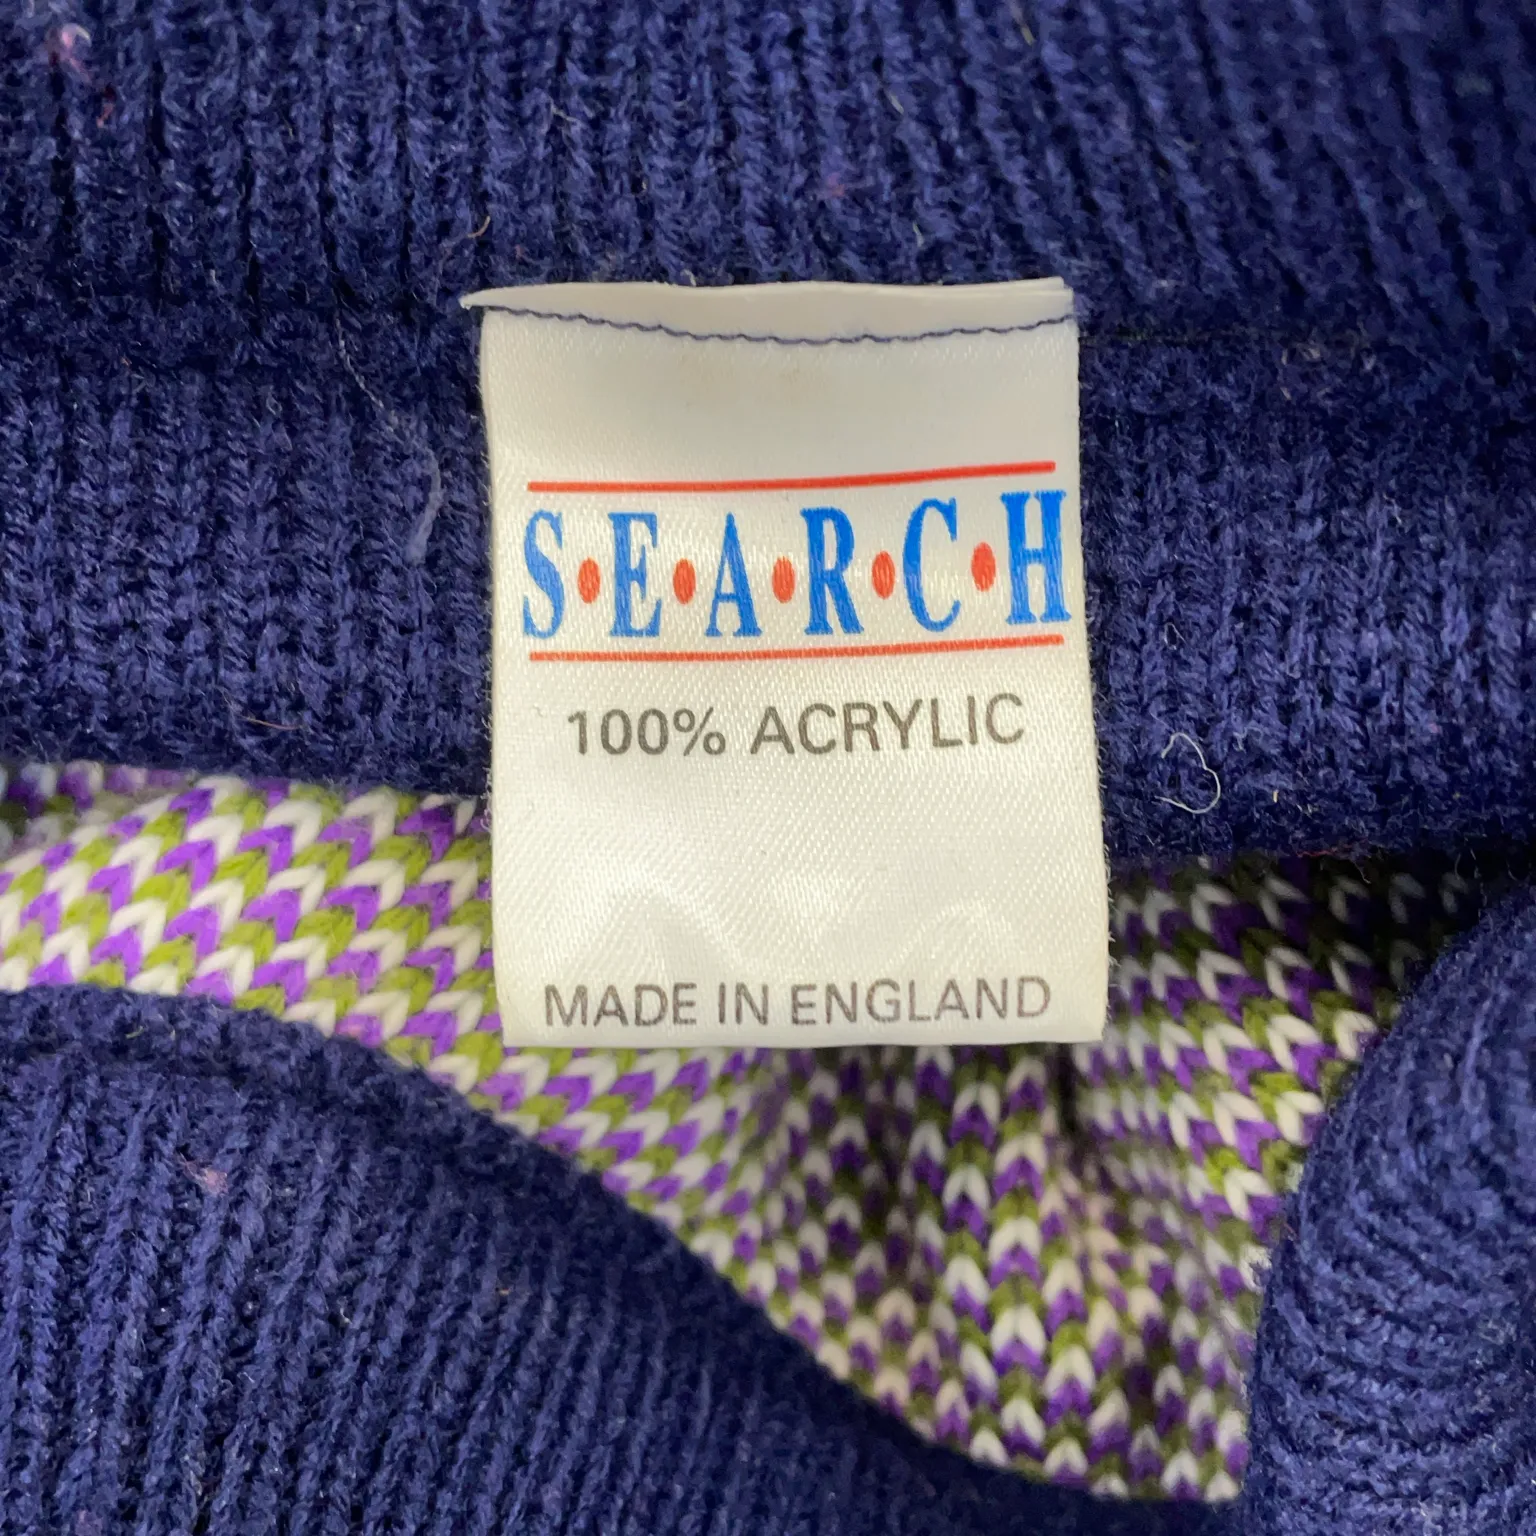 S•E•A•R•C•H
100% ACRYLIC
MADE IN ENGLAND